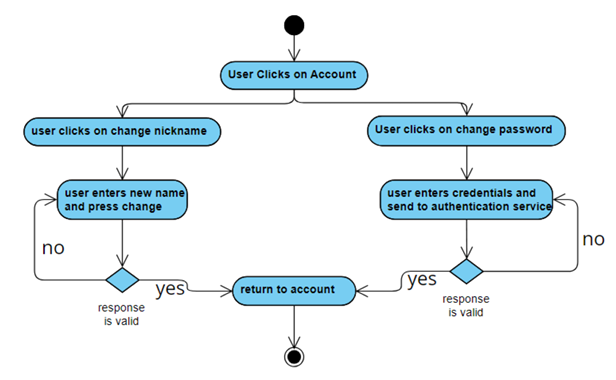 User Clicks on Account
user clicks on change nickname
User clicks on change password
user enters new name
and press change
user enters credentials and
send to authentication service
no
no
yes
return to account
yes
response
is valid
response
is valid